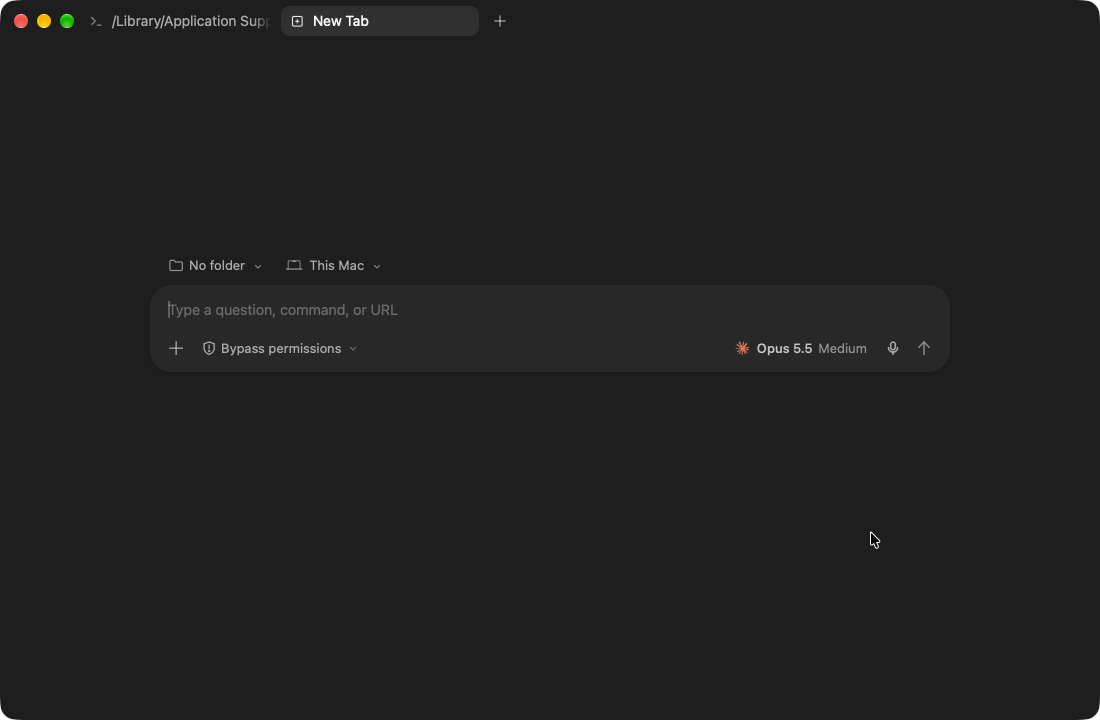 /Library/Application Supp
New Tab
No folder
This Mac
Type a question, command, or URL
Bypass permissions
Opus 5.5 Medium